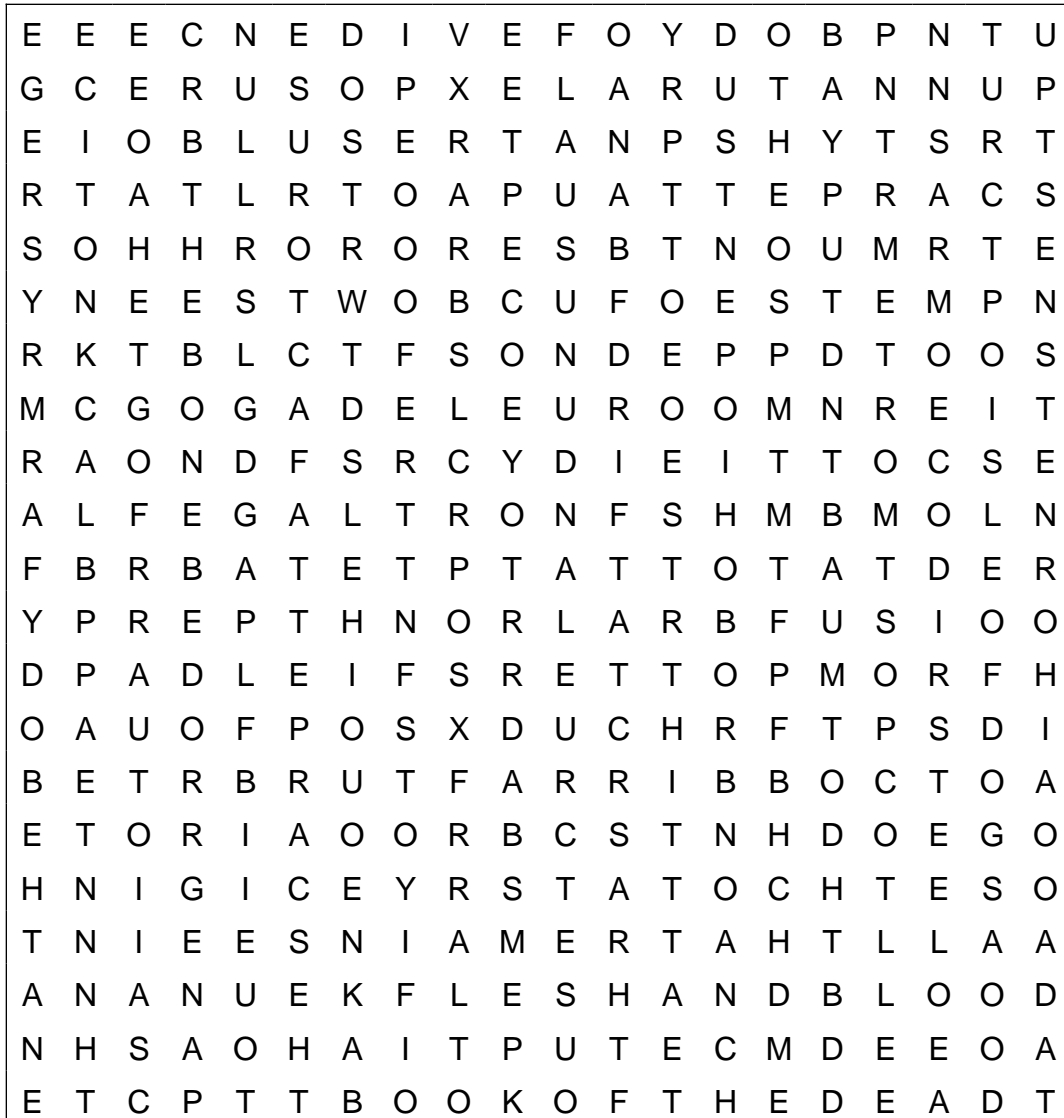 E E E C N E D I V E F O Y D O B P N T U
G C E R U S O P X E L A R U T A N N U P
E I O B L U S E R T A N P S H Y T S R T
R T A T L R T O A P U A T T E P R A C S
S O H H R O R O R E S B T N O U M R T E
Y N E E S T W O B C U F O E S T E M P N
R K T B L C T F S O N D E P P D T O O S
M C G O G A D E L E U R O O M N R E I T
R A O N D F S R C Y D I E I T T O C S E
A L F E G A L T R O N F S H M B M O L N
F B R B A T E T P T A T T O T A T D E R
Y P R E P T H N O R L A R B F U S I O O
D P A D L E I F S R E T T O P M O R F H
O A U O F P O S X D U C H R F T P S D I
B E T R B R U T F A R R I B B O C T O A
E T O R I A O O R B C S T N H D O E G O
H N I G I C E Y R S T A T O C H T E S O
T N I E E S N I A M E R T A H T L L A A
A N A N U E K F L E S H A N D B L O O D
N H S A O H A I T P U T E C M D E E O A
E T C P T T B O O K O F T H E D E A D T